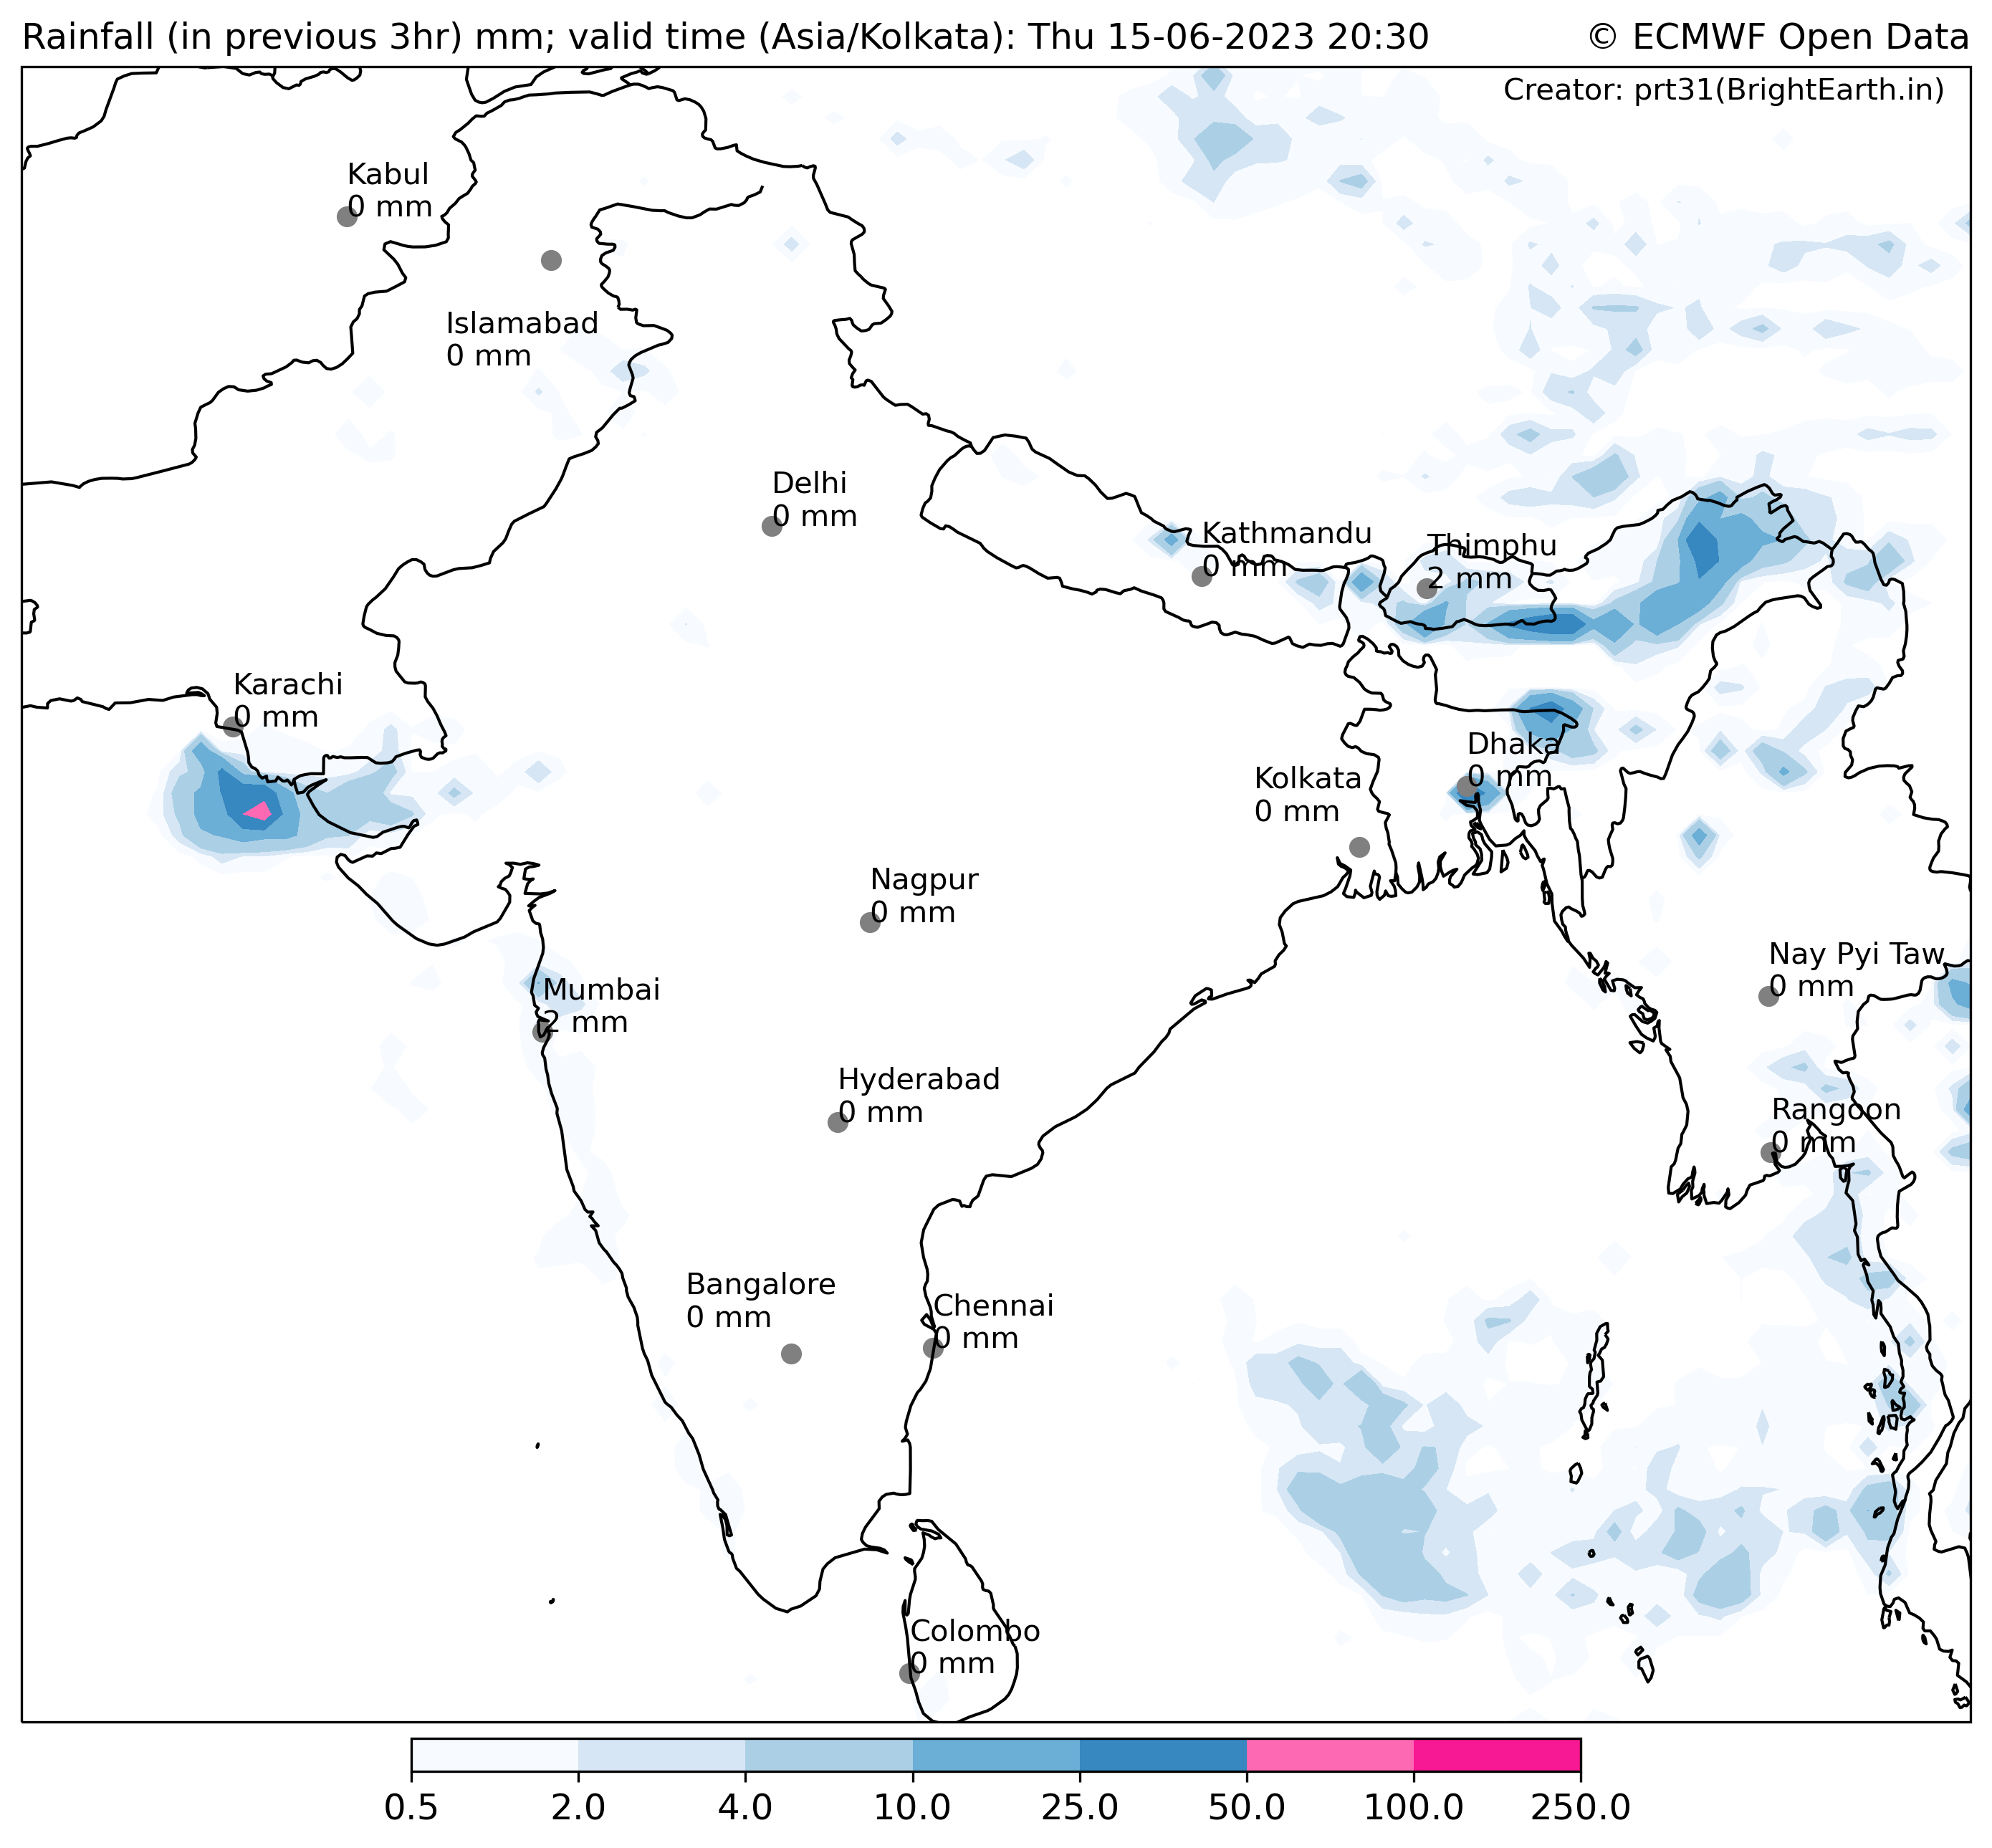 Rainfall (in previous 3hr) mm; valid time (Asia/Kolkata): Thu 15-06-2023 20:30
© ECMWF Open Data
Creator: prt31(BrightEarth.in)
Kabul
0 mm
Islamabad
0 mm
Delhi
0 mm
Kathmandu
0 mm
Thimphu
2 mm
Karachi
0 mm
Dhaka
0 mm
Kolkata
0 mm
Nagpur
0 mm
Nay Pyi Taw
0 mm
Mumbai
2 mm
Hyderabad
0 mm
Rangoon
0 mm
Bangalore
0 mm
Chennai
0 mm
Colombo
0 mm
0.5 2.0 4.0 10.0 25.0 50.0 100.0 250.0